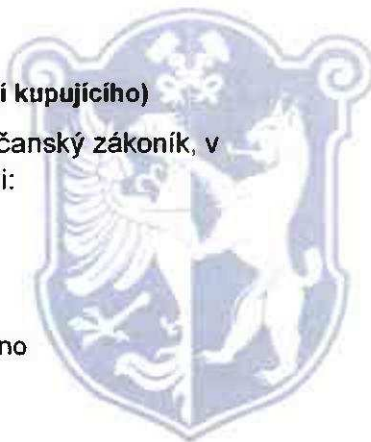 í kupujícího)
čanský zákoník, v
i:
no